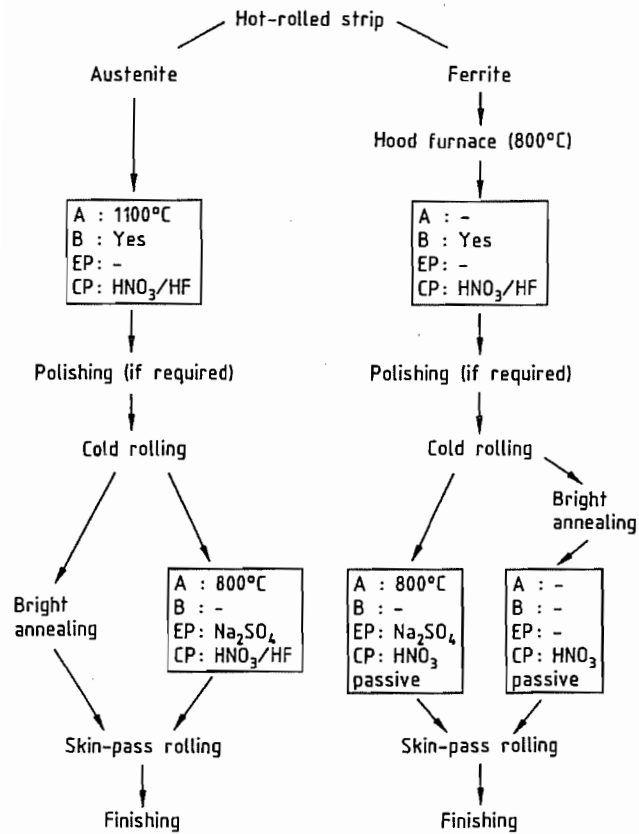 Hot-rolled strip
Austenite
Ferrite
Hood furnace (800°C)
A : 1100°C
B : Yes
EP: -
CP: HNO₃/HF
A : -
B : Yes
EP: -
CP: HNO₃/HF
Polishing (if required)
Polishing (if required)
Cold rolling
Cold rolling
Bright
annealing
Bright
annealing
A : 800°C
B : -
EP: Na₂SO₄
CP: HNO₃/HF
A : 800°C
B : -
EP: Na₂SO₄
CP: HNO₃
passive
A : -
B : -
EP: -
CP: HNO₃
passive
Skin-pass rolling
Skin-pass rolling
Finishing
Finishing